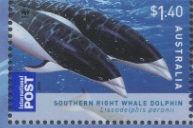 $1.40
AUSTRALIA
International
POST
SOUTHERN RIGHT WHALE DOLPHIN
Lissodelphis peronii